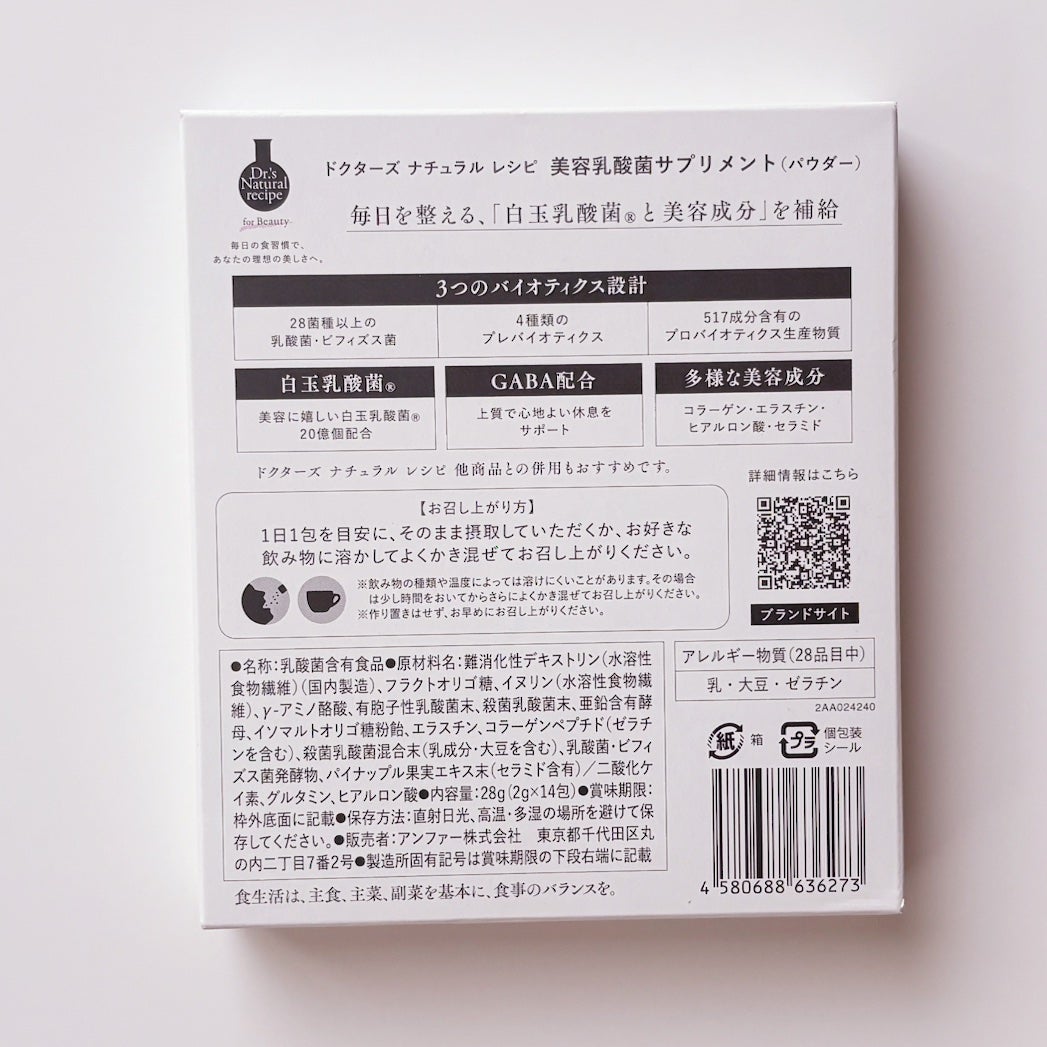 Dr.'s
Natural
recipe
for Beauty
毎日の食習慣で、
あなたの理想の美しさへ。
ドクターズ ナチュラル レシピ 美容乳酸菌サプリメント(パウダー)
毎日を整える、「白玉乳酸菌®と美容成分」を補給
3つのバイオティクス設計
28菌種以上の
乳酸菌・ビフィズス菌
4種類の
プレバイオティクス
517成分含有の
プロバイオティクス生産物質
白玉乳酸菌®
美容に嬉しい白玉乳酸菌®
20億個配合
GABA配合
上質で心地よい休息を
サポート
多様な美容成分
コラーゲン・エラスチン・
ヒアルロン酸・セラミド
ドクターズ ナチュラル レシピ 他商品との併用もおすすめです。
【お召し上がり方】
1日1包を目安に、そのまま摂取していただくか、お好きな
飲み物に溶かしてよくかき混ぜてお召し上がりください。
※飲み物の種類や温度によっては溶けにくいことがあります。その場合
は少し時間をおいてからさらによくかき混ぜてお召し上がりください。
※作り置きはせず、お早めにお召し上がりください。
詳細情報はこちら
ブランドサイト
●名称:乳酸菌含有食品●原材料名:難消化性デキストリン(水溶性
食物繊維)(国内製造)、フラクトオリゴ糖、イヌリン(水溶性食物繊
維)、γ-アミノ酪酸、有胞子性乳酸菌末、殺菌乳酸菌末、亜鉛含有酵
母、イソマルトオリゴ糖粉飴、エラスチン、コラーゲンペプチド(ゼラチ
ンを含む)、殺菌乳酸菌混合末(乳成分・大豆を含む)、乳酸菌・ビフィ
ズス菌発酵物、パイナップル果実エキス末(セラミド含有)/二酸化ケ
イ素、グルタミン、ヒアルロン酸●内容量:28g(2g×14包)●賞味期限:
枠外底面に記載●保存方法:直射日光、高温・多湿の場所を避けて保
存してください。●販売者:アンファー株式会社 東京都千代田区丸
の内二丁目7番2号●製造所固有記号は賞味期限の下段右端に記載
食生活は、主食、主菜、副菜を基本に、食事のバランスを。
アレルギー物質(28品目中)
乳・大豆・ゼラチン
2AA024240
紙 箱
プラ 個包装
シール
4 580688 636273